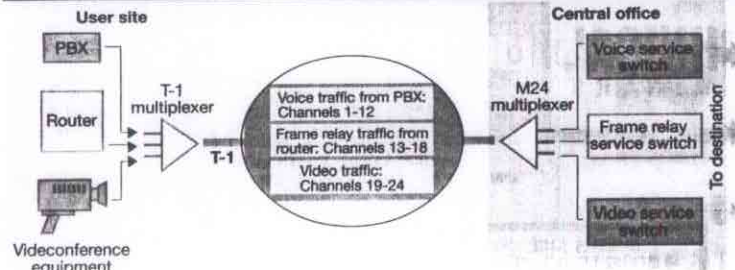 User site
PBX
Router
Videconference
equipment
T-1
multiplexer
T-1
Voice traffic from PBX:
Channels 1-12
Frame relay traffic from
router: Channels 13-18
Video traffic:
Channels 19-24
Central office
M24
multiplexer
Voice service
switch
Frame relay
service switch
Video service
switch
To destination